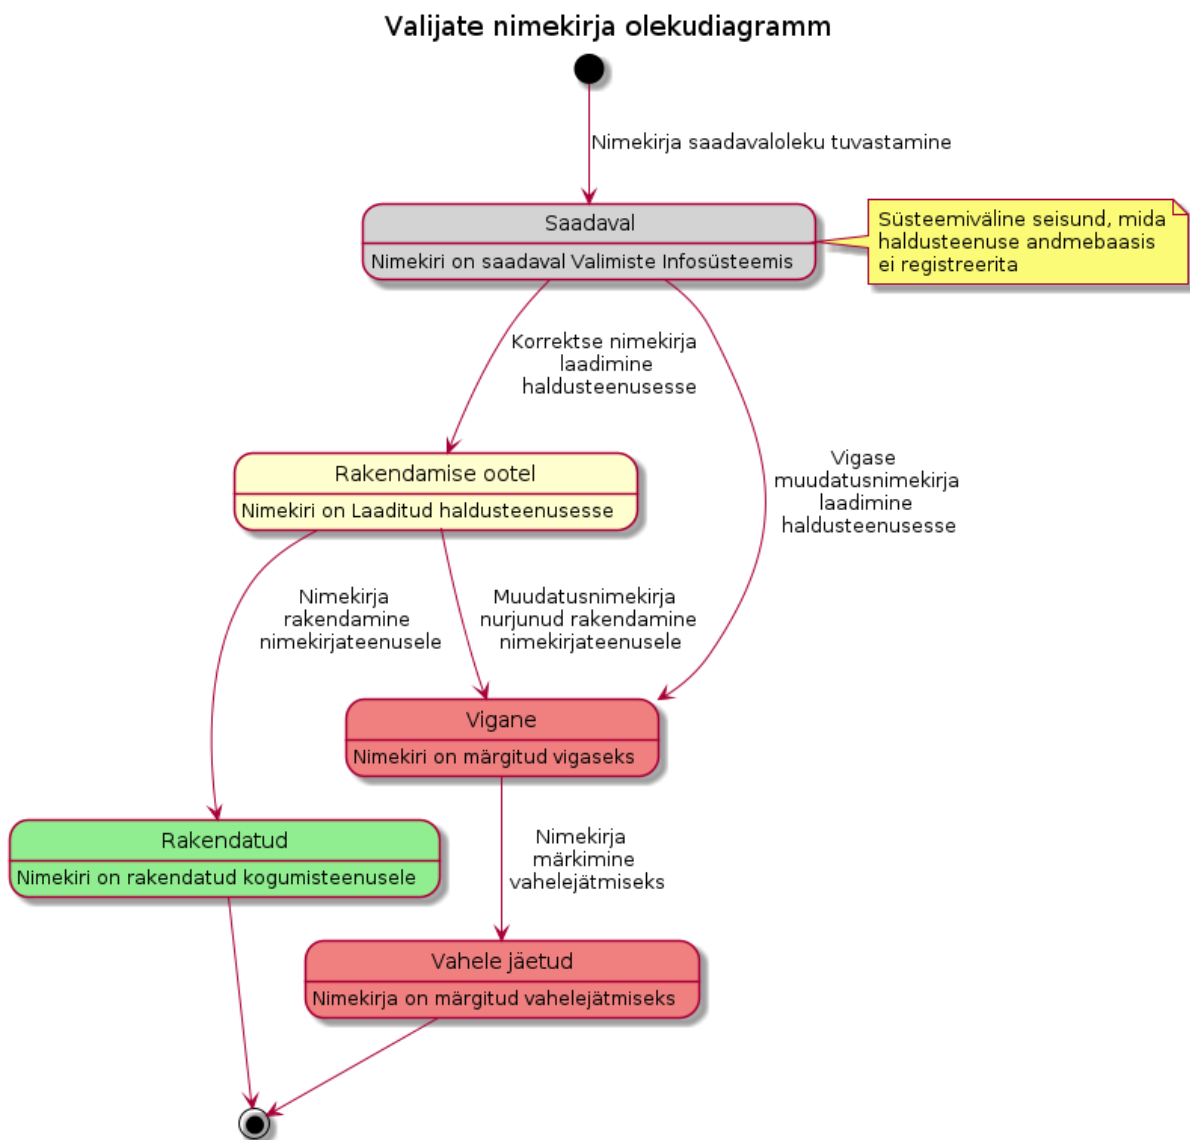 Valijate nimekirja olekudiagramm
Nimekirja saadavaloleku tuvastamine
Saadaval
Nimekiri on saadaval Valimiste Infosüsteemis
Süsteemiväline seisund, mida
haldusteenuse andmebaasis
ei registreerita
Korrektse nimekirja
laadimine
haldusteenusesse
Vigase
muudatusnimekirja
laadimine
haldusteenusesse
Rakendamise ootel
Nimekiri on Laaditud haldusteenusesse
Nimekirja
rakendamine
nimekirjateenusele
Muudatusnimekirja
nurjunud rakendamine
nimekirjateenusele
Vigane
Nimekiri on märgitud vigaseks
Rakendatud
Nimekiri on rakendatud kogumisteenusele
Nimekirja
märkimine
vahelejätmiseks
Vahele jäetud
Nimekirja on märgitud vahelejätmiseks